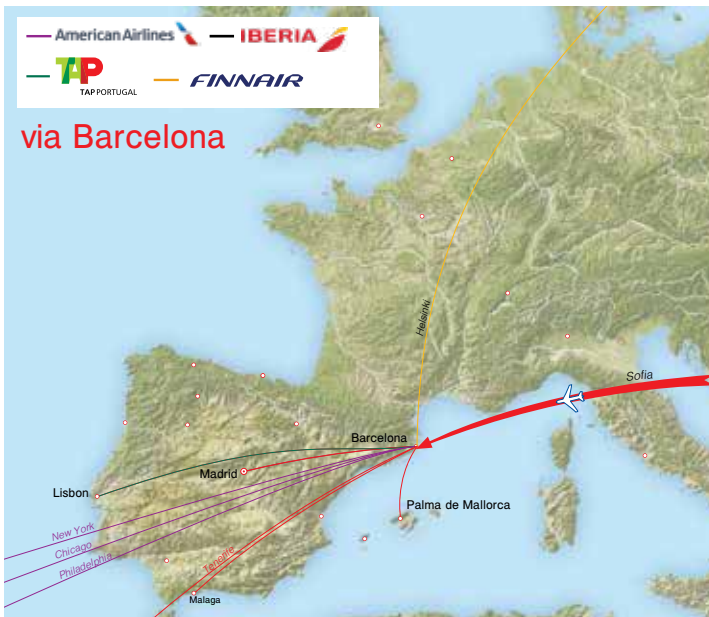 American Airlines
IBERIA
TAP
TAP PORTUGAL
FINNAIR
via Barcelona
Helsinki
Sofia
Barcelona
Madrid
Lisbon
Palma de Mallorca
New York
Chicago
Philadelphia
Tenerife
Malaga